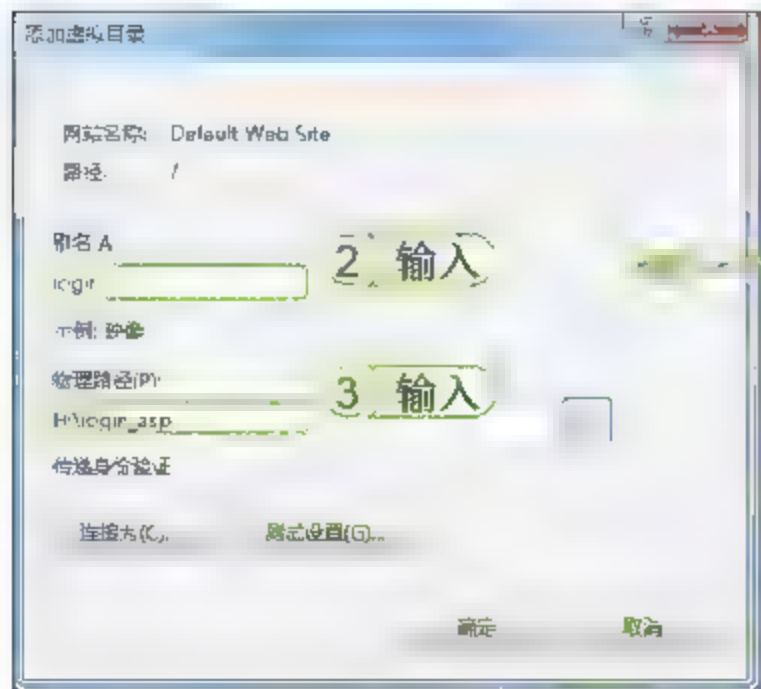 添加虚拟目录
网站名称: Default Web Site
路径: /
别名 A
login
2 输入
示例: 映像
物理路径(P):
3 输入
H:\login_asp
传递身份验证
连接为(C)..
测试设置(G)...
确定
取消